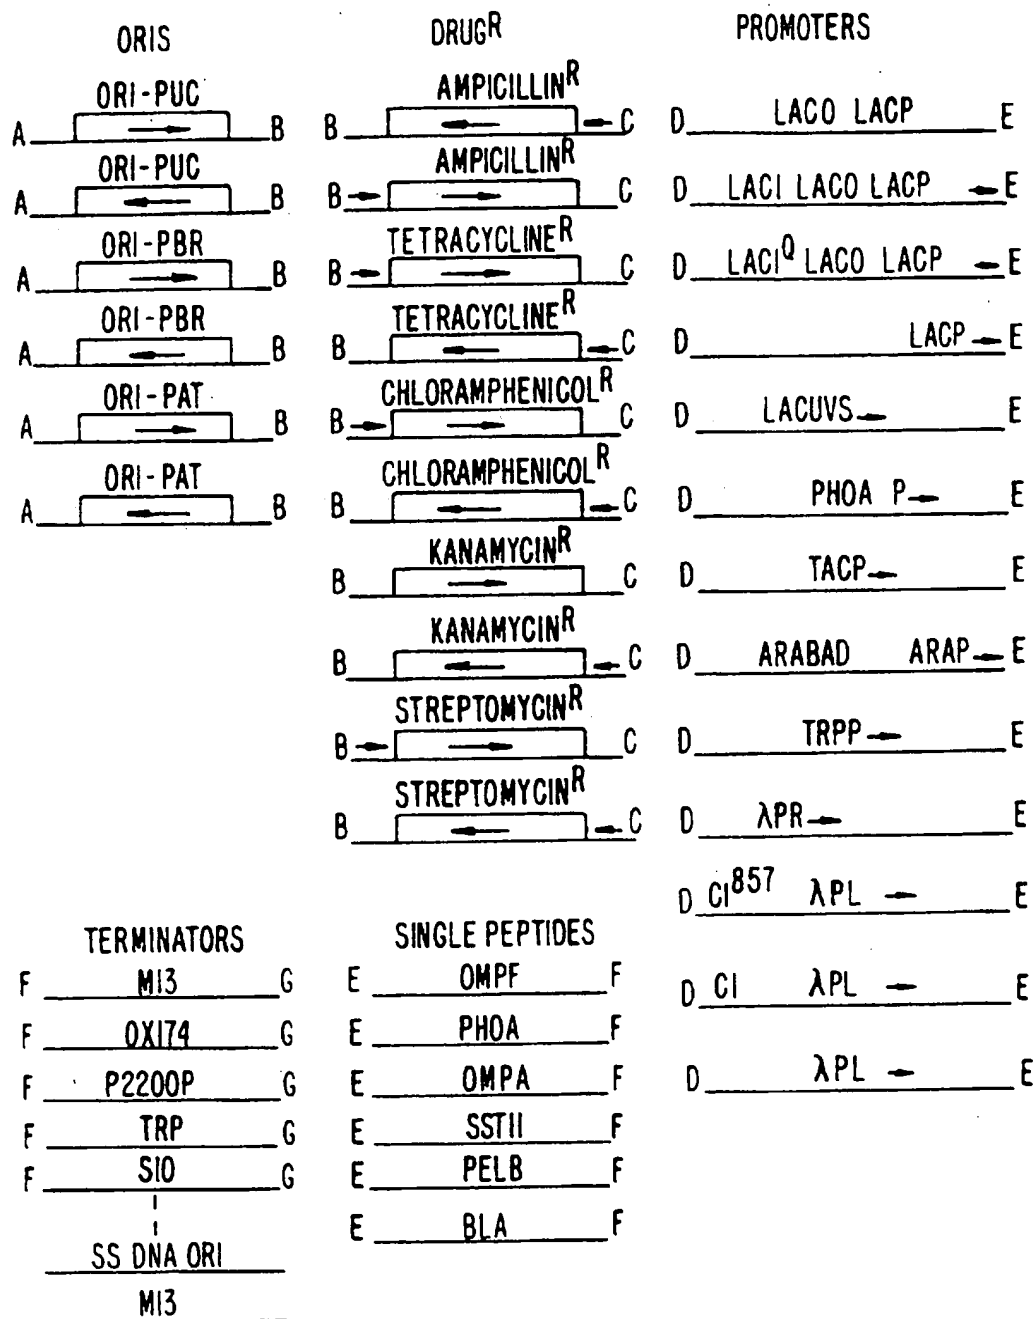 ORIS
ORI-PUC
A B
ORI-PUC
A B
ORI-PBR
A B
ORI-PBR
A B
ORI-PAT
A B
ORI-PAT
A B
DRUGR
AMPICILLINR
B C
AMPICILLINR
B C
TETRACYCLINER
B C
TETRACYCLINER
B C
CHLORAMPHENICOLR
B C
CHLORAMPHENICOLR
B C
KANAMYCINR
B C
KANAMYCINR
B C
STREPTOMYCINR
B C
STREPTOMYCINR
B C
PROMOTERS
D LACO LACP E
D LACI LACO LACP E
D LACIQ LACO LACP E
D LACP E
D LACUVS E
D PHOA P E
D TACP E
D ARABAD ARAP E
D TRPP E
D λPR E
D CI857 λPL E
D CI λPL E
D λPL E
TERMINATORS
F M13 G
F OX174 G
F P2200P G
F TRP G
F S10 G
SS DNA ORI
M13
SINGLE PEPTIDES
E OMPF F
E PHOA F
E OMPA F
E SSTII F
E PELB F
E BLA F